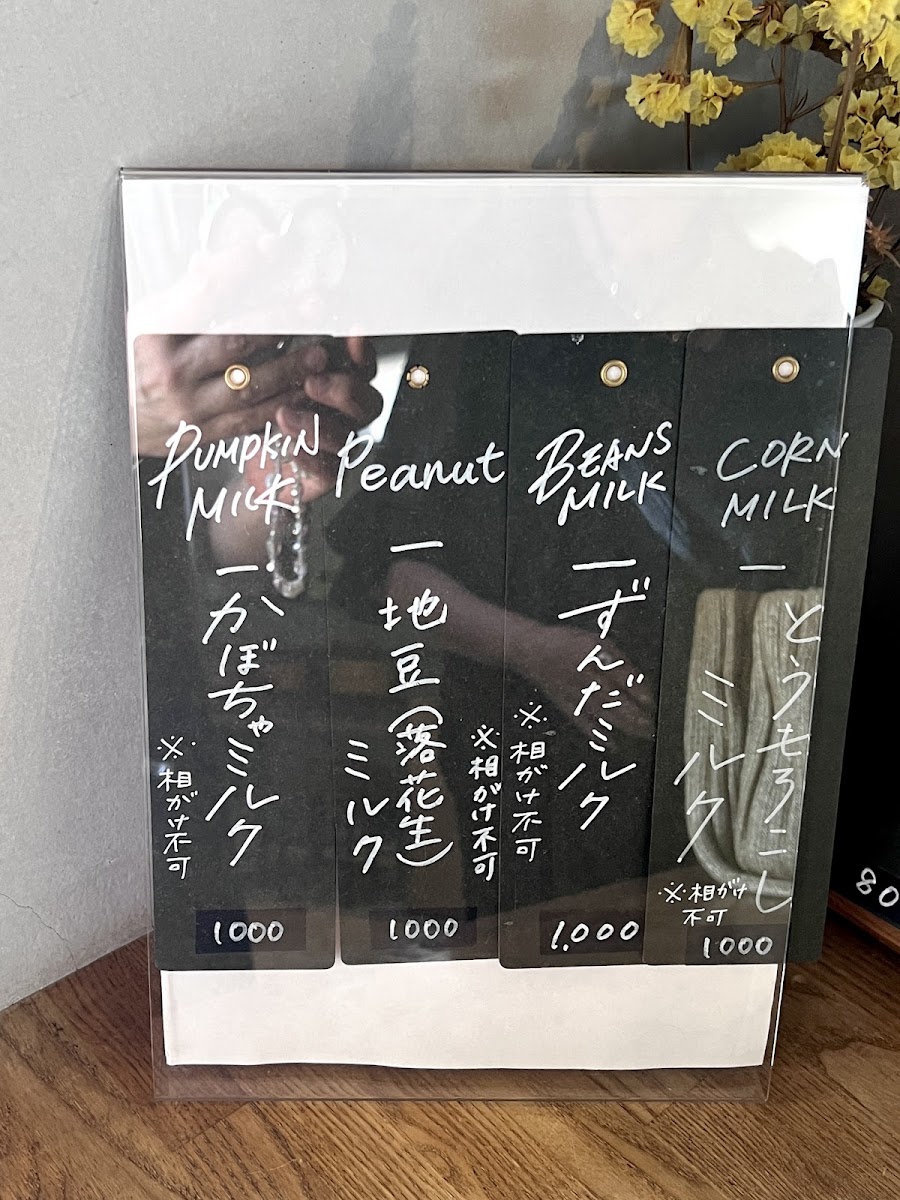 PUMPKIN
MILK
ー
かぼちゃミルク
※相がけ不可
1000
Peanut
ー
地豆(落花生)
ミルク
※相がけ不可
1000
BEANS
MILK
ー
ずんだミルク
※相がけ不可
1.000
CORN
MILK
ー
とうもろこし
ミルク
※相がけ
不可
1000
80